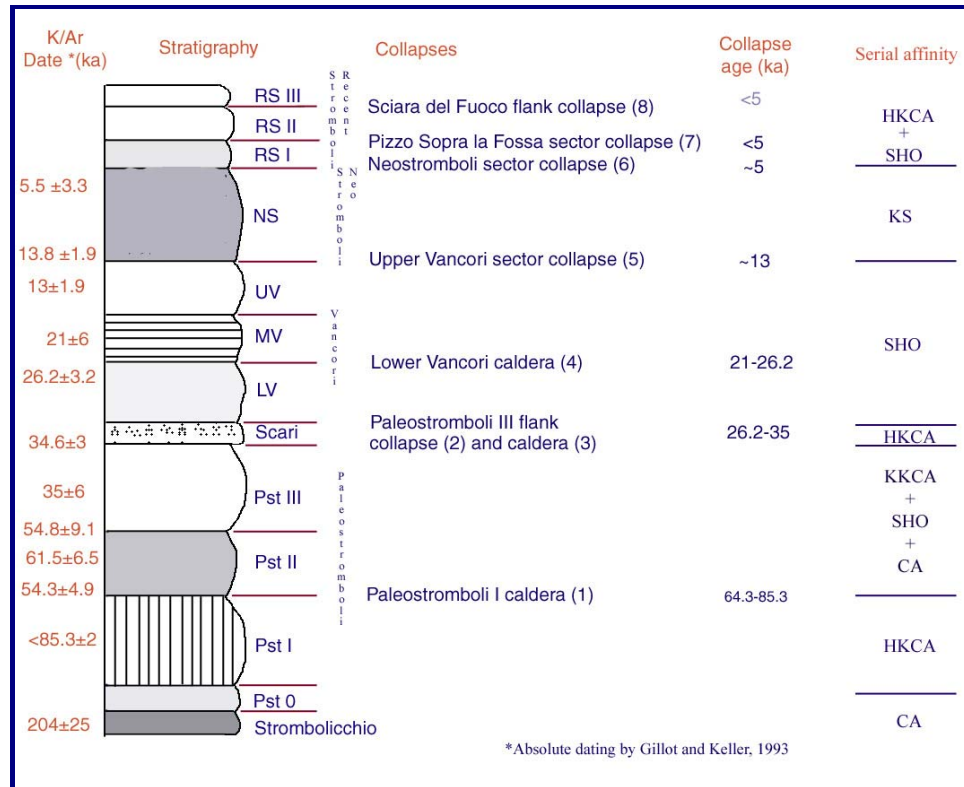 K/Ar
Date *(ka)
Stratigraphy
Collapses
Collapse
age (ka)
Serial affinity
RS III
Recent
Stromboli
Sciara del Fuoco flank collapse (8)
<5
RS II
HKCA
+
SHO
Pizzo Sopra la Fossa sector collapse (7)
<5
RS I
Neostromboli sector collapse (6)
~5
5.5 ±3.3
Neo
Stromboli
NS
KS
13.8 ±1.9
Upper Vancori sector collapse (5)
~13
13±1.9
UV
Vancori
21±6
MV
SHO
Lower Vancori caldera (4)
21-26.2
26.2±3.2
LV
Paleostromboli III flank
collapse (2) and caldera (3)
26.2-35
Scari
HKCA
34.6±3
Paleostromboli
35±6
Pst III
KKCA
+
SHO
+
CA
54.8±9.1
61.5±6.5
Pst II
54.3±4.9
Paleostromboli I caldera (1)
64.3-85.3
<85.3±2
Pst I
HKCA
Pst 0
204±25
Strombolicchio
CA
*Absolute dating by Gillot and Keller, 1993